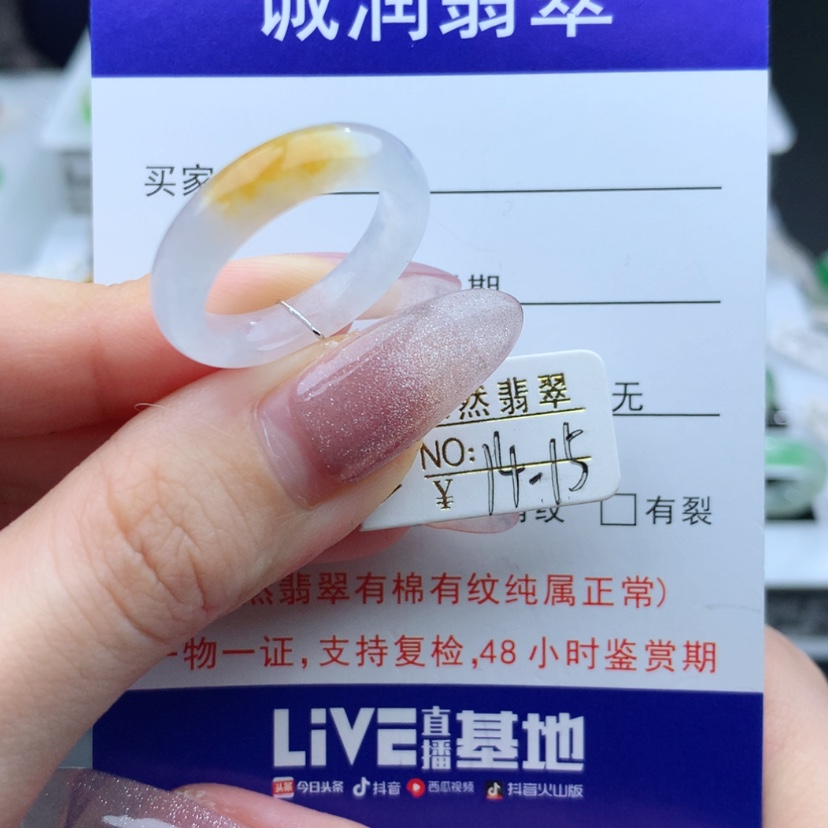 诚润翡翠
买家
期
无
然翡翠
NO: 14-15
¥
有纹 □有裂
然翡翠有棉有纹纯属正常)
一物一证,支持复检,48小时鉴赏期
LiVE直播基地
头条 今日头条 抖音 西瓜视频 抖音火山版